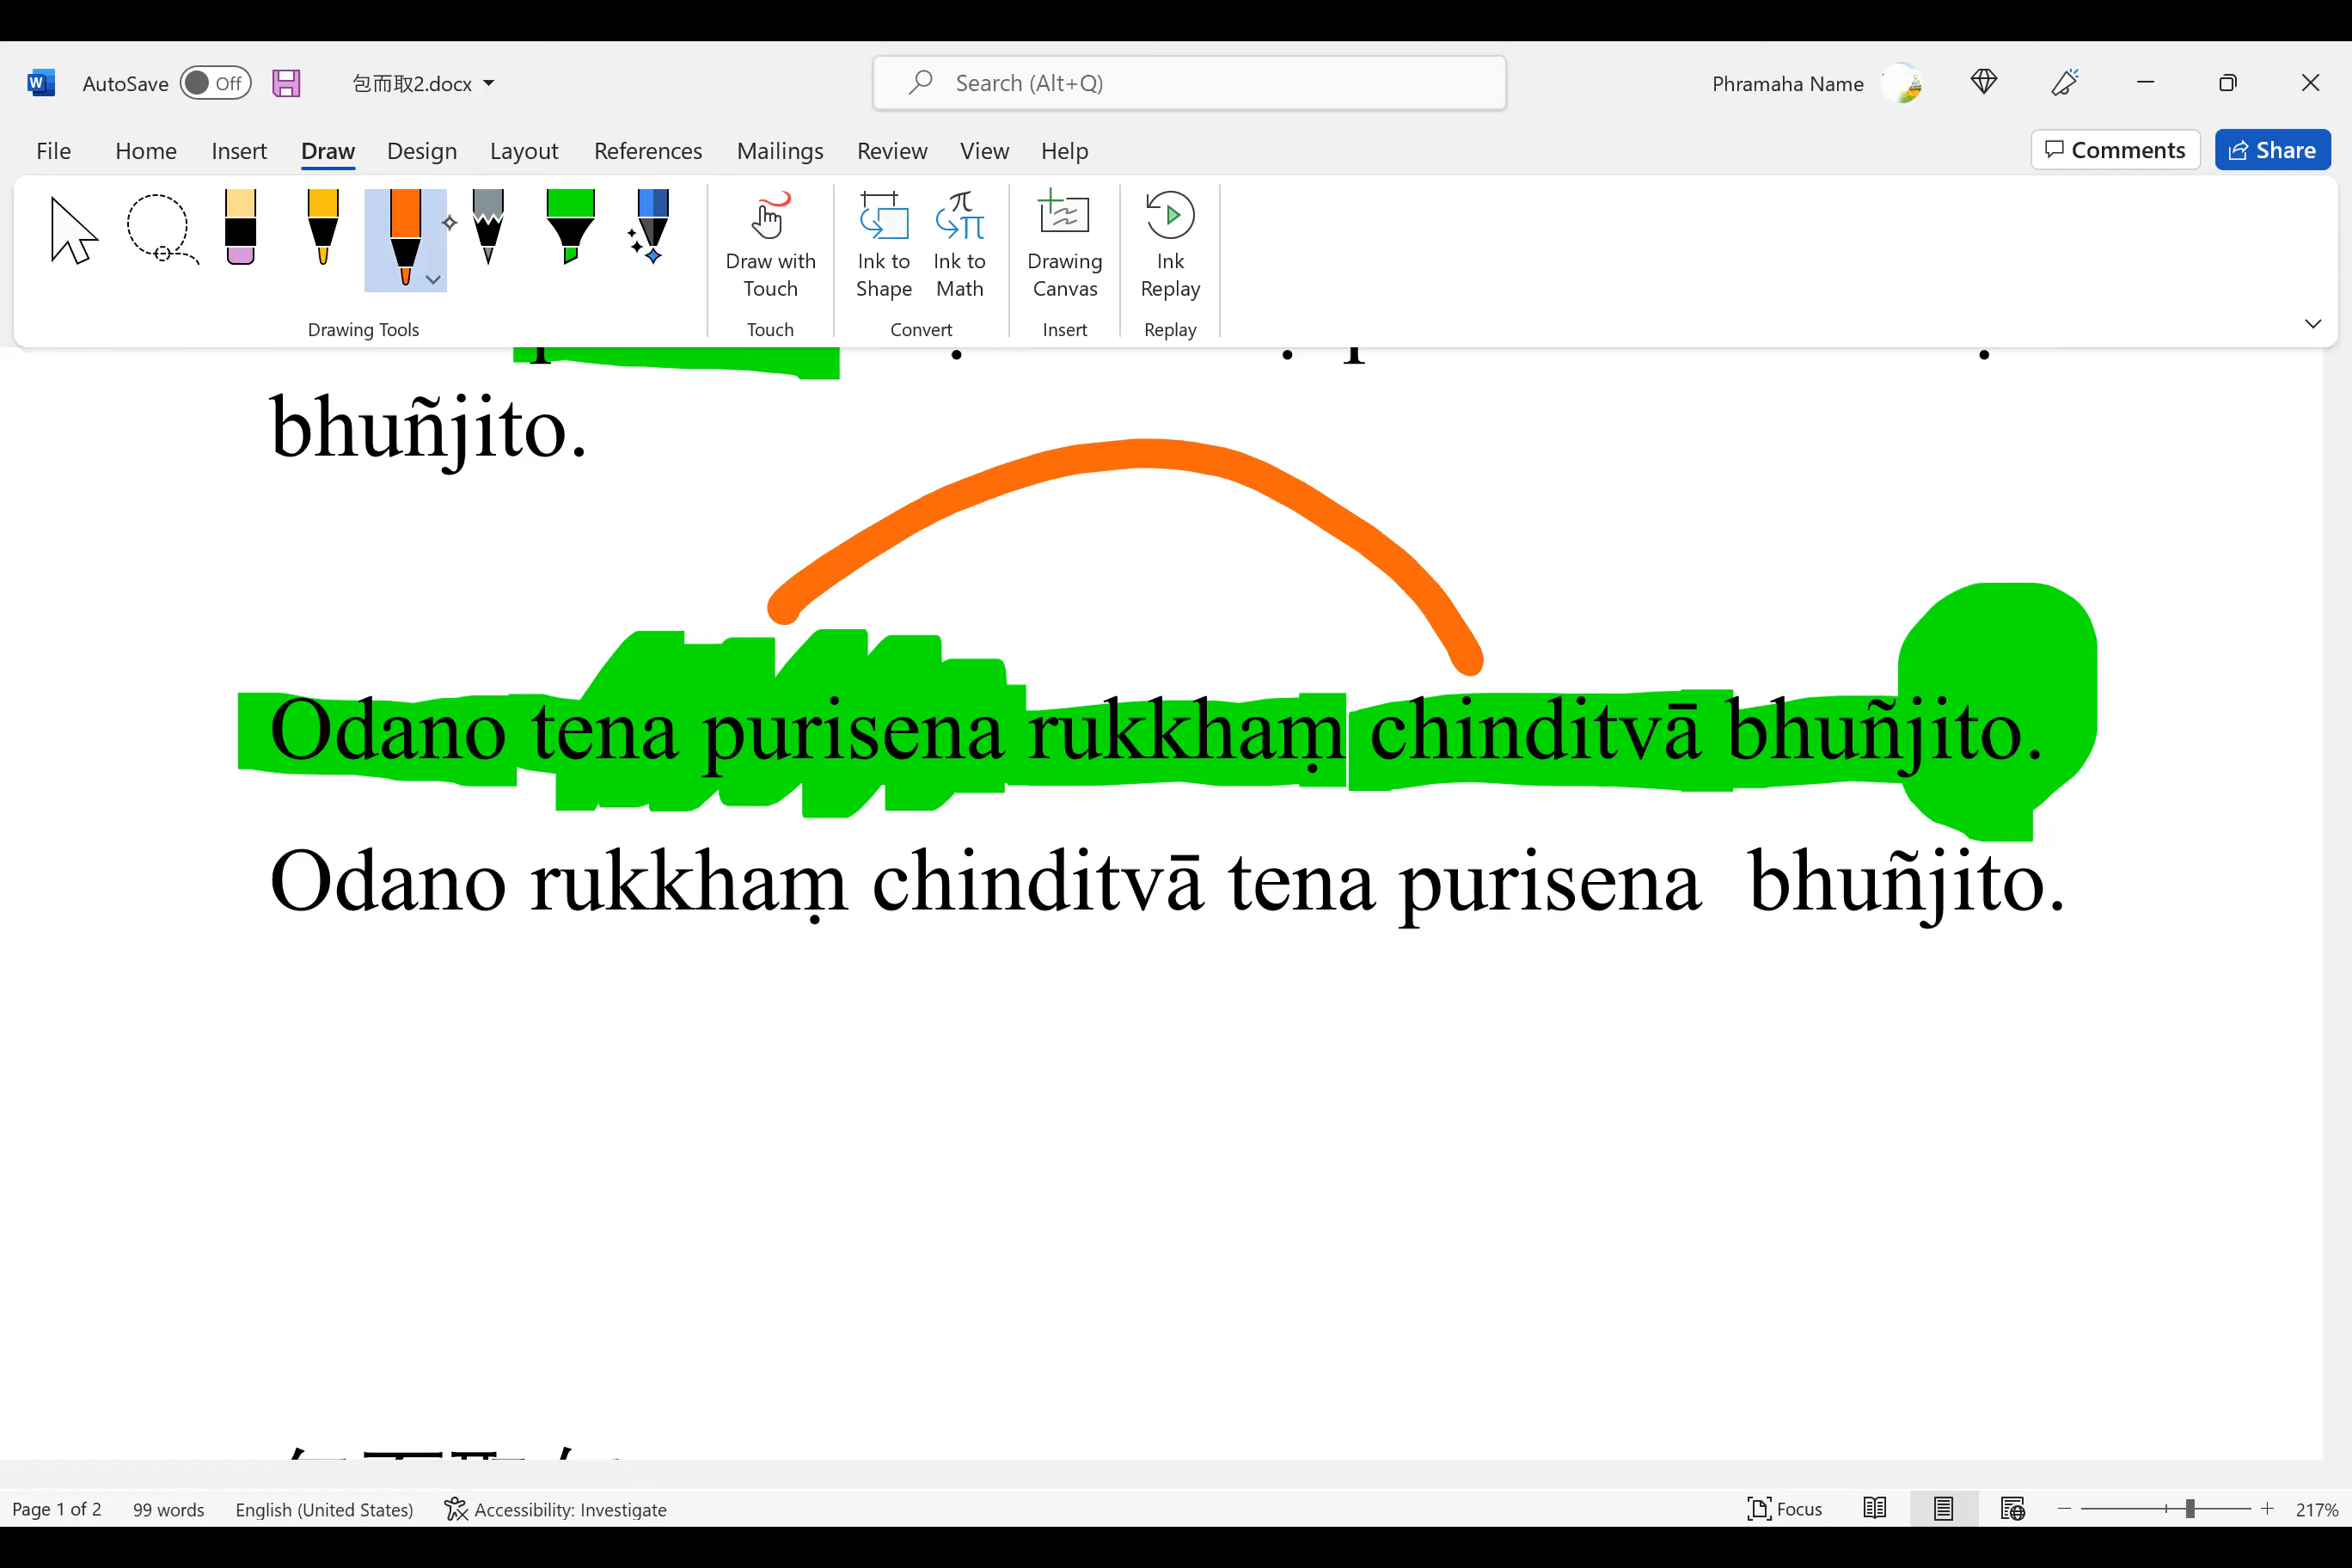 AutoSave Off 包而取2.docx Search (Alt+Q) Phramaha Name
File Home Insert Draw Design Layout References Mailings Review View Help Comments Share
Draw with Touch Ink to Shape Ink to Math Drawing Canvas Ink Replay
Drawing Tools Touch Convert Insert Replay
bhuñjito.
Odano tena purisena rukkhaṃ chinditvā bhuñjito.
Odano rukkhaṃ chinditvā tena purisena bhuñjito.
Page 1 of 2 99 words English (United States) Accessibility: Investigate Focus 217%